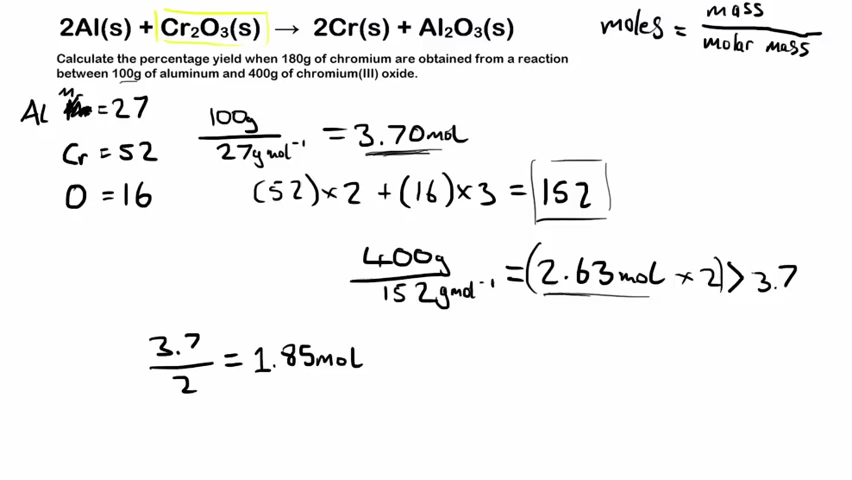 2Al(s) + Cr₂O₃(s) → 2Cr(s) + Al₂O₃(s)
moles = mass / molar mass
Calculate the percentage yield when 180g of chromium are obtained from a reaction
between 100g of aluminum and 400g of chromium(III) oxide.
Al Mr = 27
100g / 27gmol⁻¹ = 3.70mol
Cr = 52
O = 16
(52)×2 + (16)×3 = 152
400g / 152gmol⁻¹ = (2.63mol ×2) > 3.7
3.7 / 2 = 1.85mol